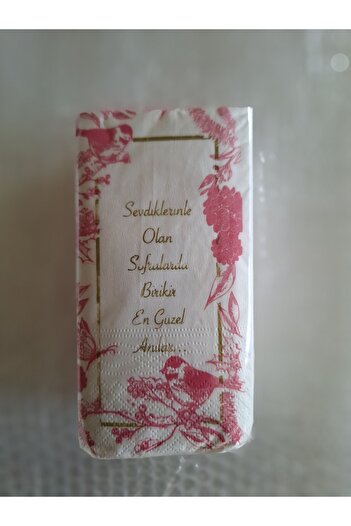 Sevdiklerinle
Olan
Sofralarda
Birikir
En Güzel
Anılar...